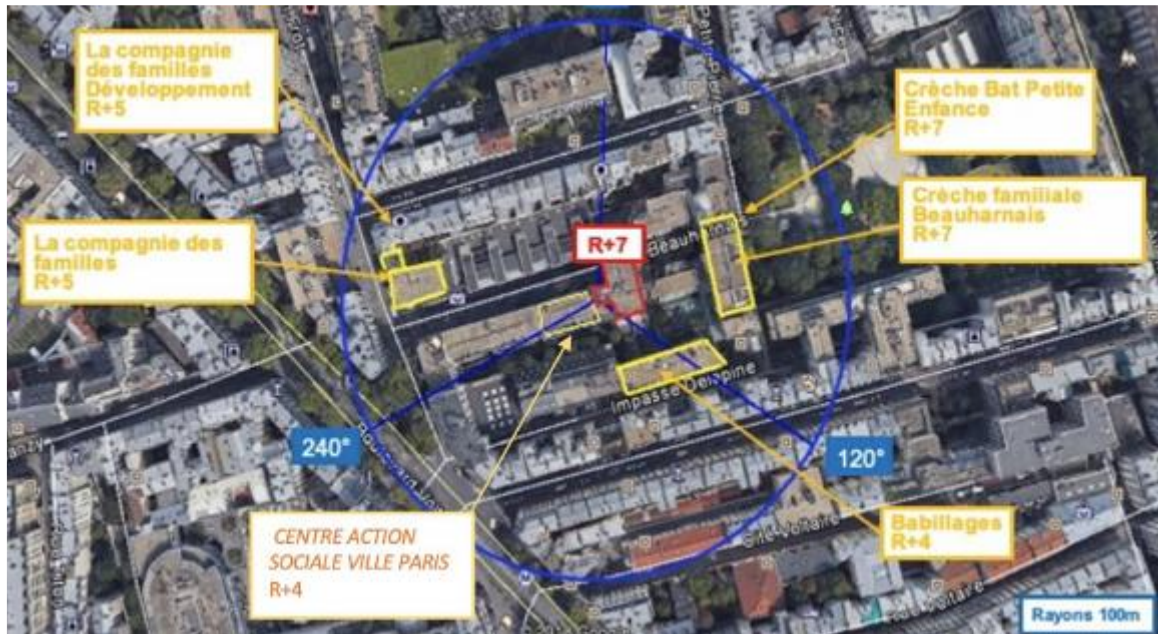 La compagnie
des familles
Développement
R+5
Crèche Bat Petite
Enfance
R+7
Crèche familiale
Beauharnais
R+7
La compagnie des
familles
R+5
R+7
Beauharnais
Impasse Delépine
240°
120°
CENTRE ACTION
SOCIALE VILLE PARIS
R+4
Babillages
R+4
Cité Voltaire
Rayons 100m